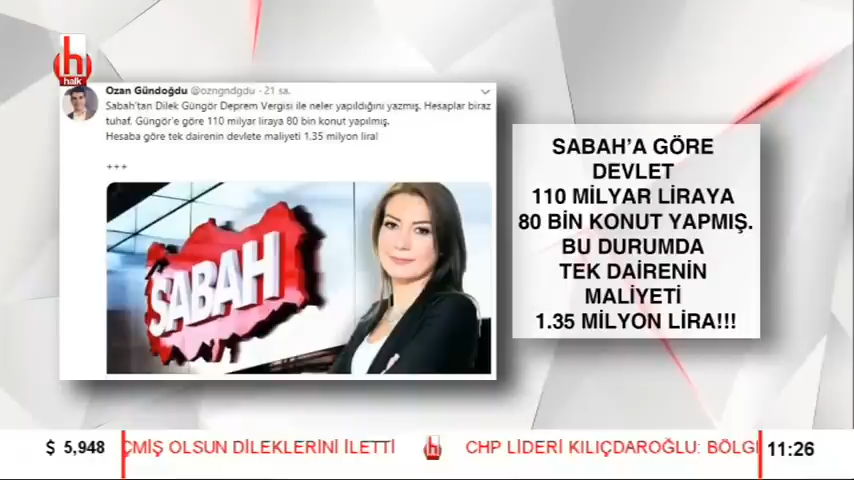 h
halk
Ozan Gündoğdu @ozngndgdu · 21 sa.
Sabah'tan Dilek Güngör Deprem Vergisi ile neler yapıldığını yazmış. Hesaplar biraz
tuhaf. Güngör'e göre 110 milyar liraya 80 bin konut yapılmış.
Hesaba göre tek dairenin devlete maliyeti 1.35 milyon lira!
+++
SABAH
SABAH'A GÖRE
DEVLET
110 MİLYAR LİRAYA
80 BİN KONUT YAPMIŞ.
BU DURUMDA
TEK DAİRENİN
MALİYETİ
1.35 MİLYON LİRA!!!
$ 5,948
ÇMİŞ OLSUN DİLEKLERİNİ İLETTİ h CHP LİDERİ KILIÇDAROĞLU: BÖLGİ
11:26